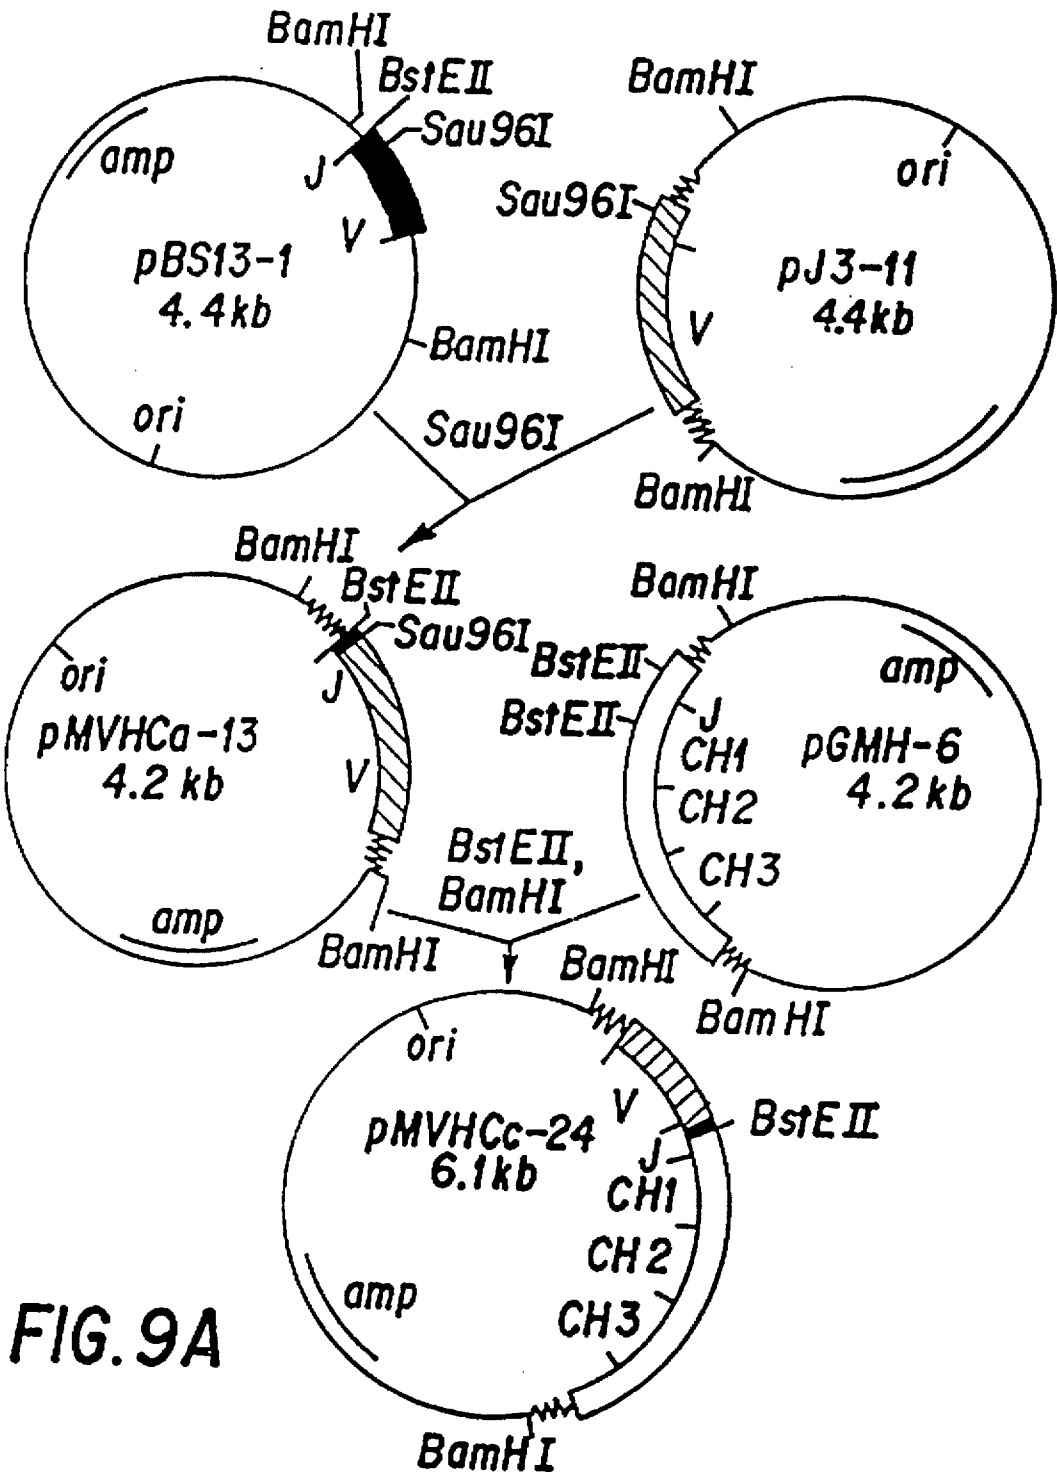 BamHI
BstEII
Sau96I
amp
J
V
pBS13-1
4.4kb
BamHI
ori
BamHI
ori
Sau96I
pJ3-11
4.4kb
V
BamHI
Sau96I
BamHI
BstEII
Sau96I
ori
J
pMVHCa-13
4.2 kb
V
amp
BamHI
BamHI
BstEII
BstEII
amp
J
CH1
CH2
CH3
pGMH-6
4.2kb
BamHI
BstEII,
BamHI
BamHI
ori
V
BstEII
pMVHCc-24
6.1kb
J
CH1
CH2
CH3
amp
BamHI
FIG. 9A